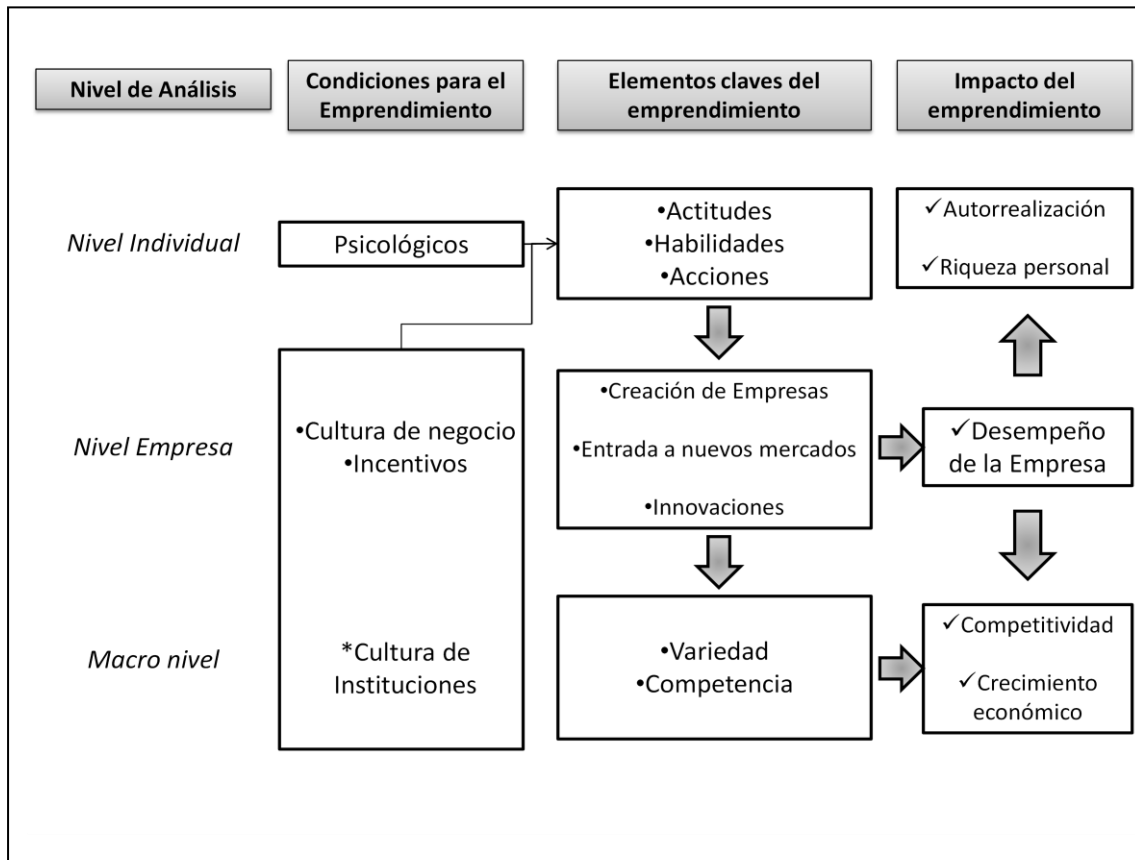 Nivel de Análisis
Condiciones para el
Emprendimiento
Elementos claves del
emprendimiento
Impacto del
emprendimiento
Nivel Individual
Psicológicos
•Actitudes
•Habilidades
•Acciones
✓Autorrealización
✓Riqueza personal
Nivel Empresa
•Cultura de negocio
•Incentivos
•Creación de Empresas
•Entrada a nuevos mercados
•Innovaciones
✓Desempeño
de la Empresa
Macro nivel
*Cultura de
Instituciones
•Variedad
•Competencia
✓Competitividad
✓Crecimiento
económico